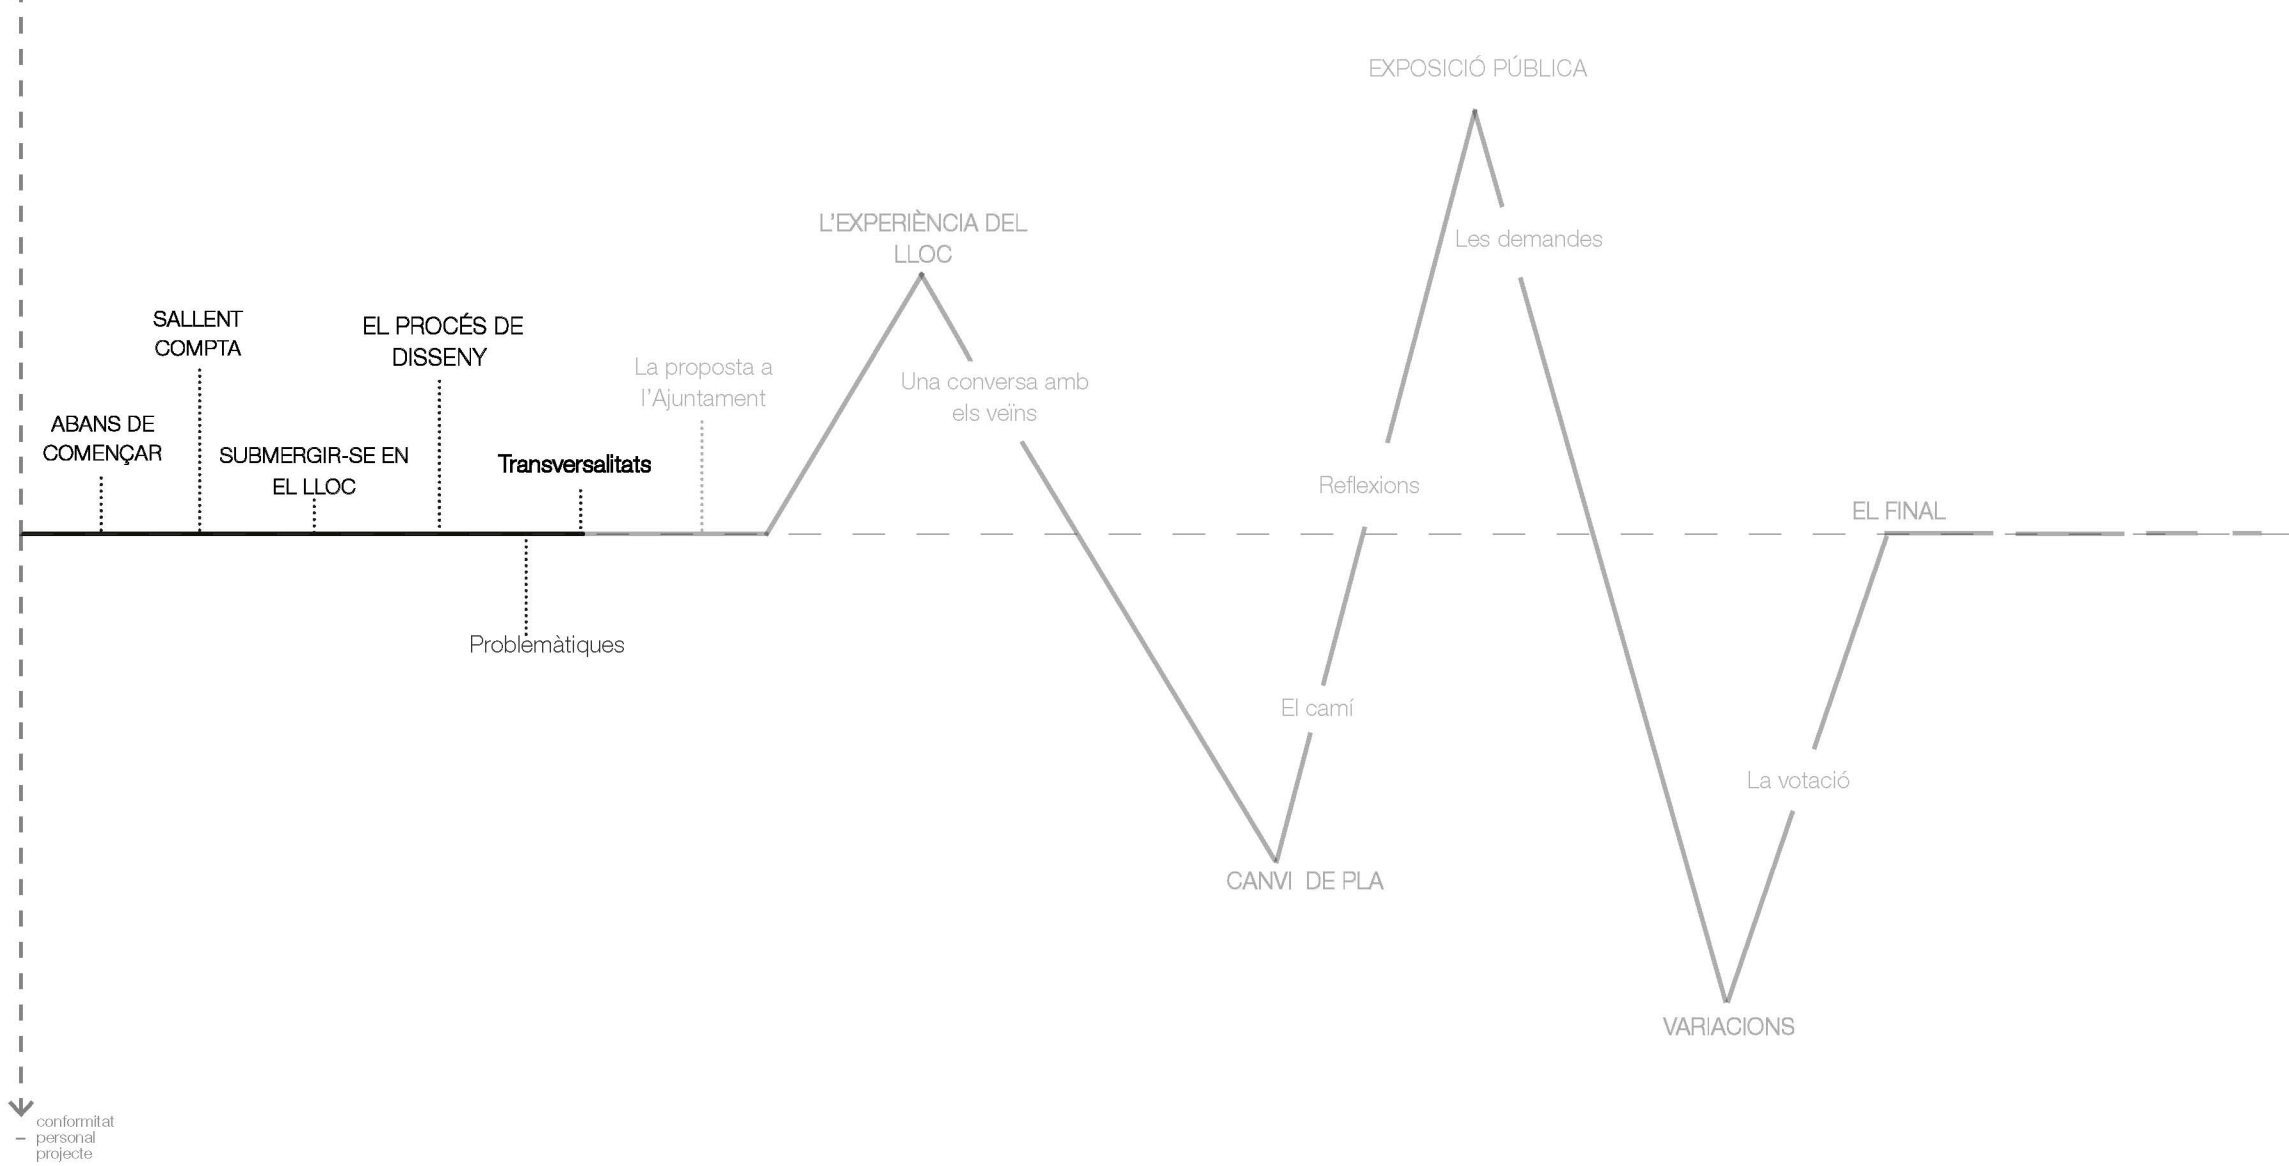 EXPOSICIÓ PÚBLICA
L'EXPERIÈNCIA DEL
LLOC
Les demandes
SALLENT
COMPTA
EL PROCÉS DE
DISSENY
La proposta a
l'Ajuntament
Una conversa amb
els veïns
ABANS DE
COMENÇAR
SUBMERGIR-SE EN
EL LLOC
Transversalitats
Reflexions
EL FINAL
Problemàtiques
El camí
La votació
CANVI DE PLA
VARIACIONS
conformitat
– personal
projecte